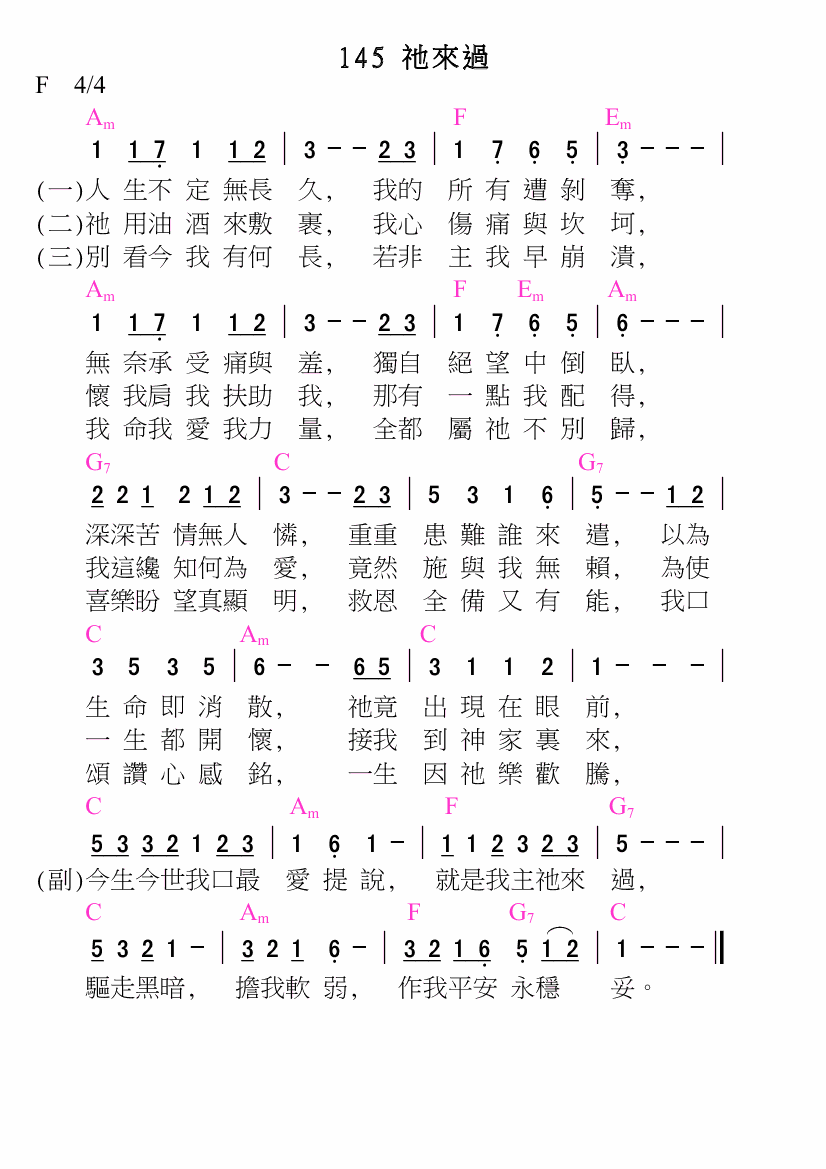 145 祂來過
F 4/4
Am F Em
1 1 7 1 1 2 | 3 - - 2 3 | 1 7 6 5 | 3 - - - |
(一)人 生不 定 無長 久, 我的 所 有 遭 剝 奪,
(二)祂 用油 酒 來敷 裹, 我心 傷 痛 與 坎 坷,
(三)別 看今 我 有何 長, 若非 主 我 早 崩 潰,
Am F Em Am
1 1 7 1 1 2 | 3 - - 2 3 | 1 7 6 5 | 6 - - - |
無 奈承 受 痛與 羞, 獨自 絕 望 中 倒 臥,
懷 我肩 我 扶助 我, 那有 一 點 我 配 得,
我 命我 愛 我力 量, 全都 屬 祂 不 別 歸,
G7 C G7
2 2 1 2 1 2 | 3 - - 2 3 | 5 3 1 6 | 5 - - 1 2 |
深深苦 情無人 憐, 重重 患 難 誰 來 遣, 以為
我這纔 知何為 愛, 竟然 施 與 我 無 賴, 為使
喜樂盼 望真顯 明, 救恩 全 備 又 有 能, 我口
C Am C
3 5 3 5 | 6 - - 6 5 | 3 1 1 2 | 1 - - - |
生 命 即 消 散, 祂竟 出 現 在 眼 前,
一 生 都 開 懷, 接我 到 神 家 裏 來,
頌 讚 心 感 銘, 一生 因 祂 樂 歡 騰,
C Am F G7
5 3 3 2 1 2 3 | 1 6 1 - | 1 1 2 3 2 3 | 5 - - - |
(副)今生今世我口最 愛 提 說, 就是我主祂來 過,
C Am F G7 C
5 3 2 1 - | 3 2 1 6 - | 3 2 1 6 5 1 2 | 1 - - - ||
驅走黑暗, 擔我軟 弱, 作我平安 永穩 妥。